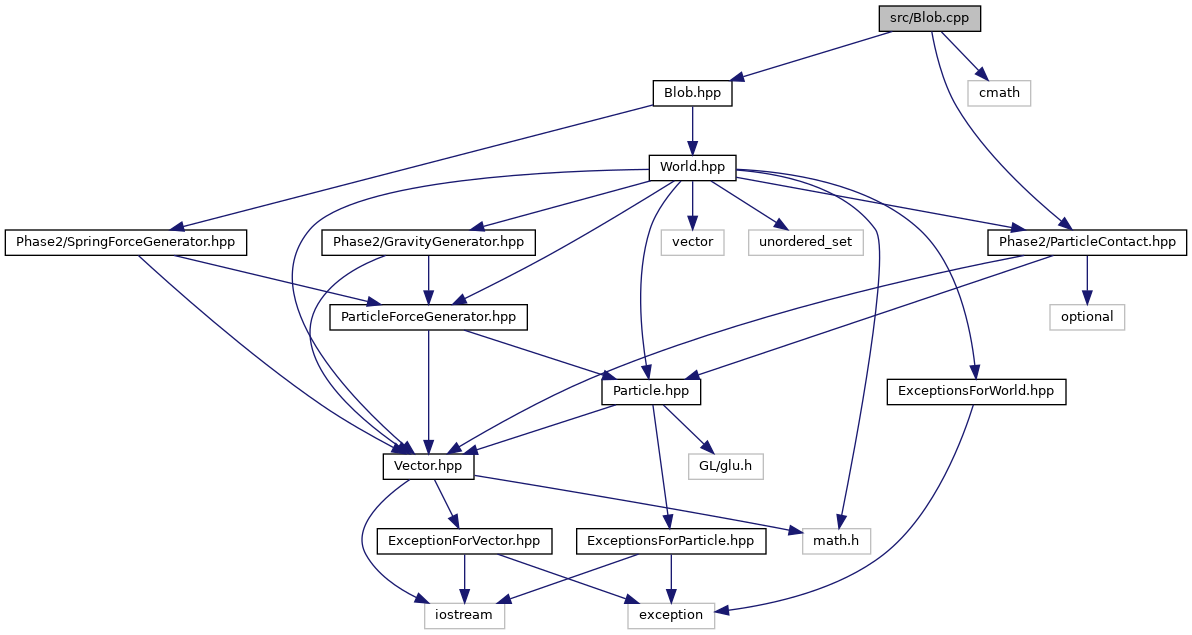 src/Blob.cpp
Blob.hpp
cmath
World.hpp
Phase2/SpringForceGenerator.hpp
Phase2/GravityGenerator.hpp
vector
unordered_set
Phase2/ParticleContact.hpp
ParticleForceGenerator.hpp
optional
Particle.hpp
ExceptionsForWorld.hpp
Vector.hpp
GL/glu.h
ExceptionForVector.hpp
ExceptionsForParticle.hpp
math.h
iostream
exception